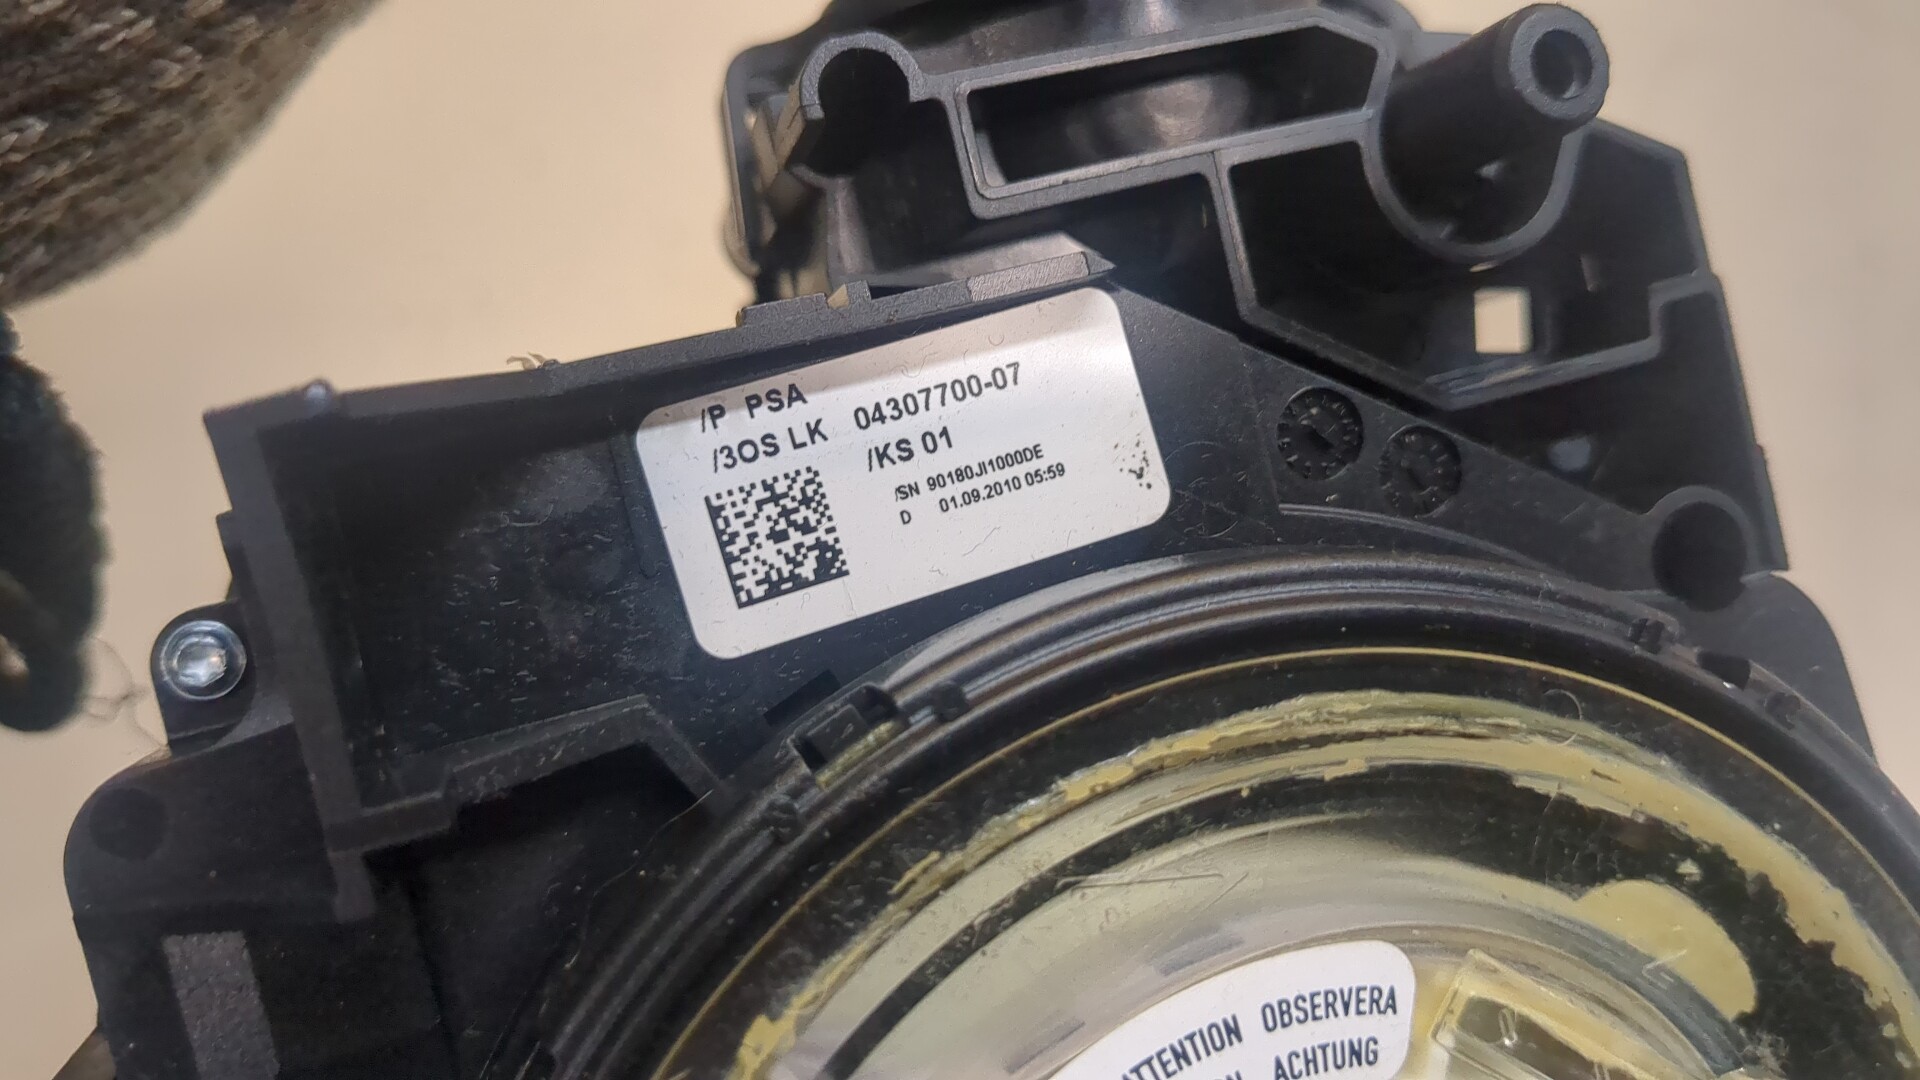 /P PSA
/3OS LK 04307700-07
/KS 01
/SN 90180JI1000DE
D 01.09.2010 05:59
ATTENTION OBSERVERA
ACHTUNG